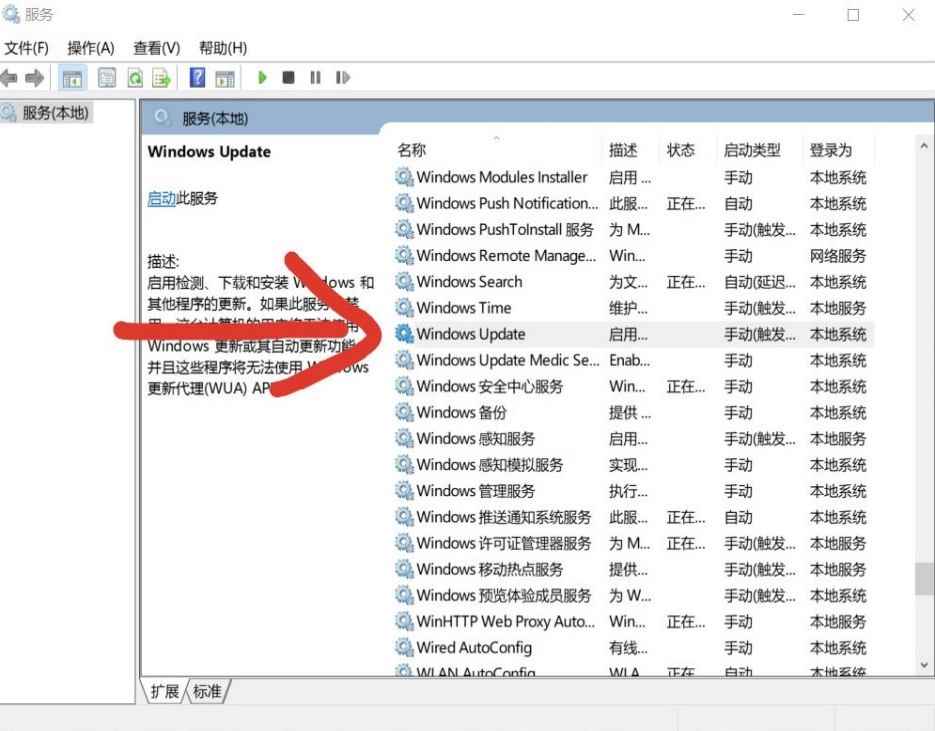 服务
文件(F) 操作(A) 查看(V) 帮助(H)
服务(本地)
服务(本地)
Windows Update
启动此服务
描述:
启用检测、下载和安装 Windows 和
其他程序的更新。如果此服务被禁
用，这台计算机的用户将无法使用
Windows 更新或其自动更新功能，
并且这些程序将无法使用 Windows
更新代理(WUA) API
名称 描述 状态 启动类型 登录为
Windows Modules Installer 启用 ... 手动 本地系统
Windows Push Notification... 此服... 正在... 自动 本地系统
Windows PushToInstall 服务 为 M... 手动(触发... 本地系统
Windows Remote Manage... Win... 手动 网络服务
Windows Search 为文... 正在... 自动(延迟... 本地系统
Windows Time 维护... 手动(触发... 本地服务
Windows Update 启用... 手动(触发... 本地系统
Windows Update Medic Se... Enab... 手动 本地系统
Windows 安全中心服务 Win... 正在... 手动 本地系统
Windows 备份 提供 ... 手动 本地系统
Windows 感知服务 启用... 手动(触发... 本地服务
Windows 感知模拟服务 实现... 手动 本地系统
Windows 管理服务 执行... 手动 本地系统
Windows 推送通知系统服务 此服... 正在... 自动 本地系统
Windows 许可证管理器服务 为 M... 正在... 手动(触发... 本地服务
Windows 移动热点服务 提供... 手动(触发... 本地服务
Windows 预览体验成员服务 为 W... 手动(触发... 本地系统
WinHTTP Web Proxy Auto... Win... 正在... 手动 本地服务
Wired AutoConfig 有线... 手动 本地系统
WLAN AutoConfig WLA... 正在... 自动 本地系统
扩展 标准